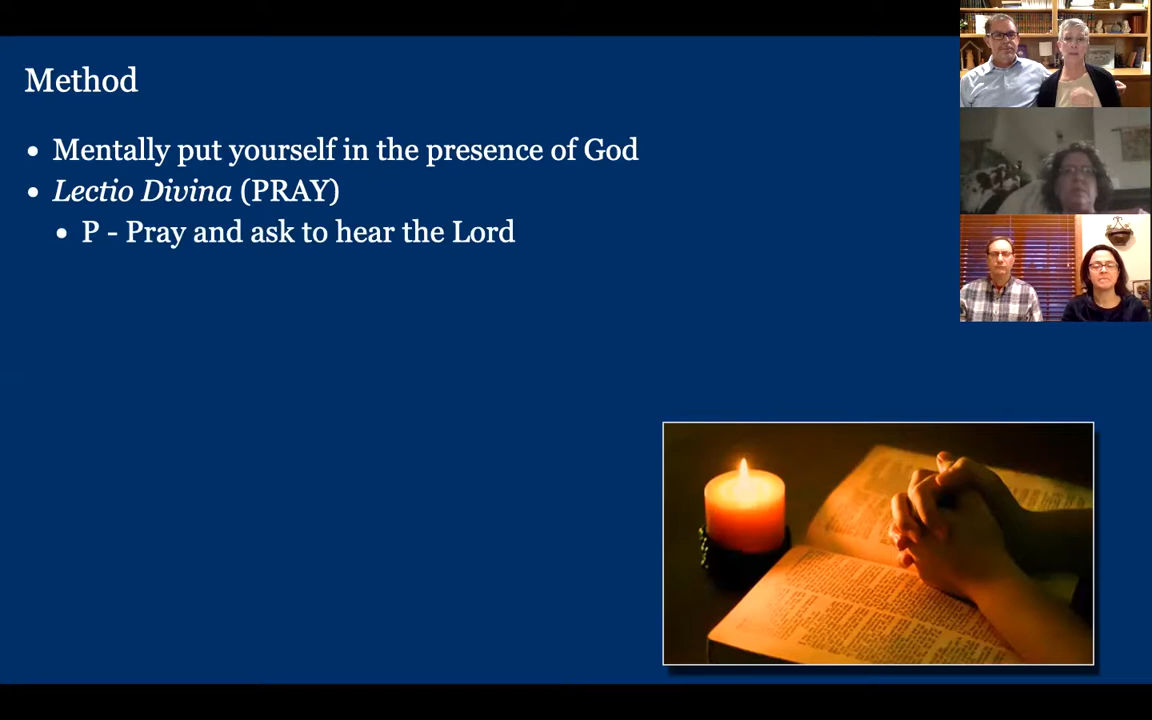 Method
• Mentally put yourself in the presence of God
• Lectio Divina (PRAY)
• P - Pray and ask to hear the Lord